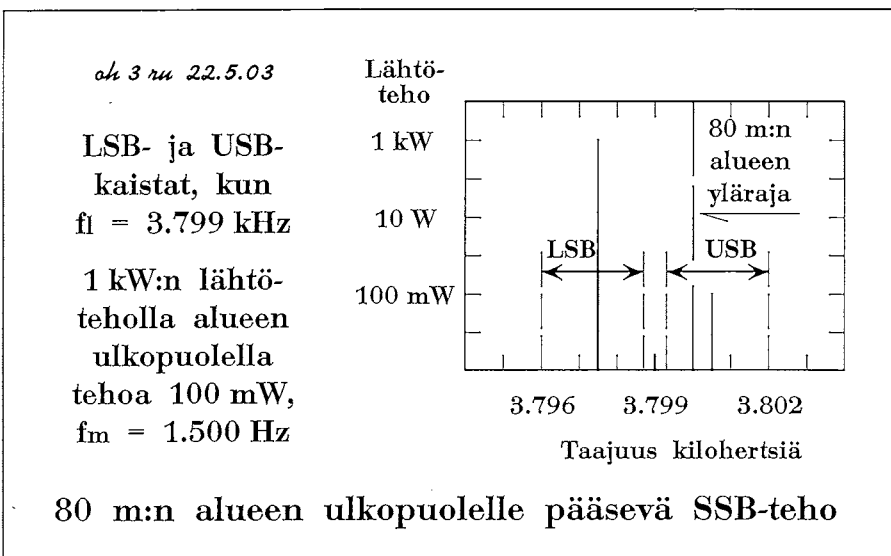 oh 3 ru 22.5.03
LSB- ja USB-
kaistat, kun
fl = 3.799 kHz
1 kW:n lähtö-
teholla alueen
ulkopuolella
tehoa 100 mW,
fm = 1.500 Hz
Lähtö-
teho
1 kW
10 W
100 mW
80 m:n
alueen
yläraja
LSB
USB
3.796
3.799
3.802
Taajuus kilohertsiä
80 m:n alueen ulkopuolelle pääsevä SSB-teho